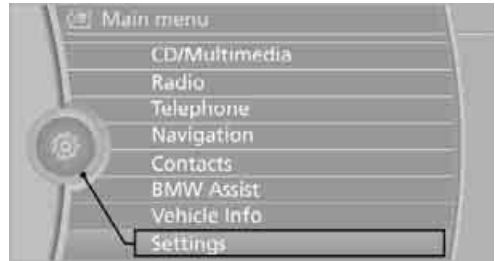 Main menu
CD/Multimedia
Radio
Telephone
Navigation
Contacts
BMW Assist
Vehicle Info
Settings